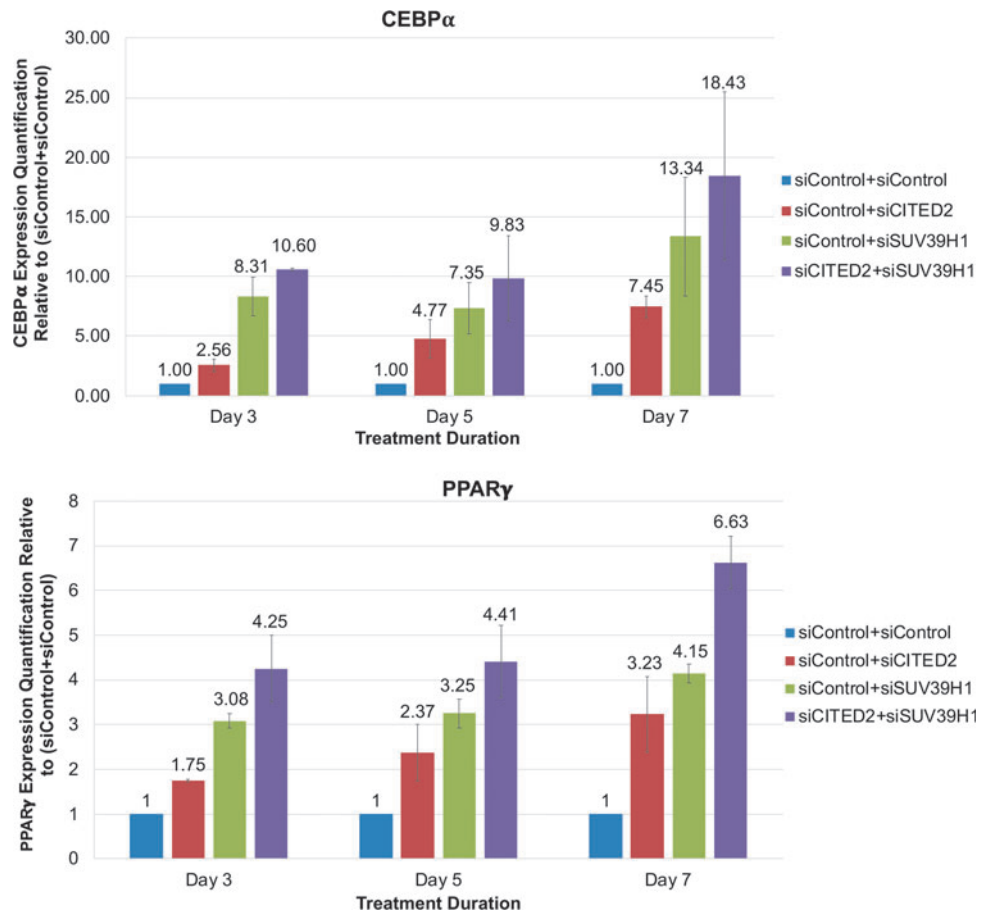 CEBPα
CEBPα Expression Quantification
Relative to (siControl+siControl)
30.00
25.00
20.00
15.00
10.00
5.00
0.00
1.00
2.56
8.31
10.60
1.00
4.77
7.35
9.83
1.00
7.45
13.34
18.43
Day 3
Day 5
Day 7
Treatment Duration
siControl+siControl
siControl+siCITED2
siControl+siSUV39H1
siCITED2+siSUV39H1
PPARγ
PPARγ Expression Quantification Relative
to (siControl+siControl)
8
7
6
5
4
3
2
1
0
1
1.75
3.08
4.25
1
2.37
3.25
4.41
1
3.23
4.15
6.63
Day 3
Day 5
Day 7
Treatment Duration
siControl+siControl
siControl+siCITED2
siControl+siSUV39H1
siCITED2+siSUV39H1